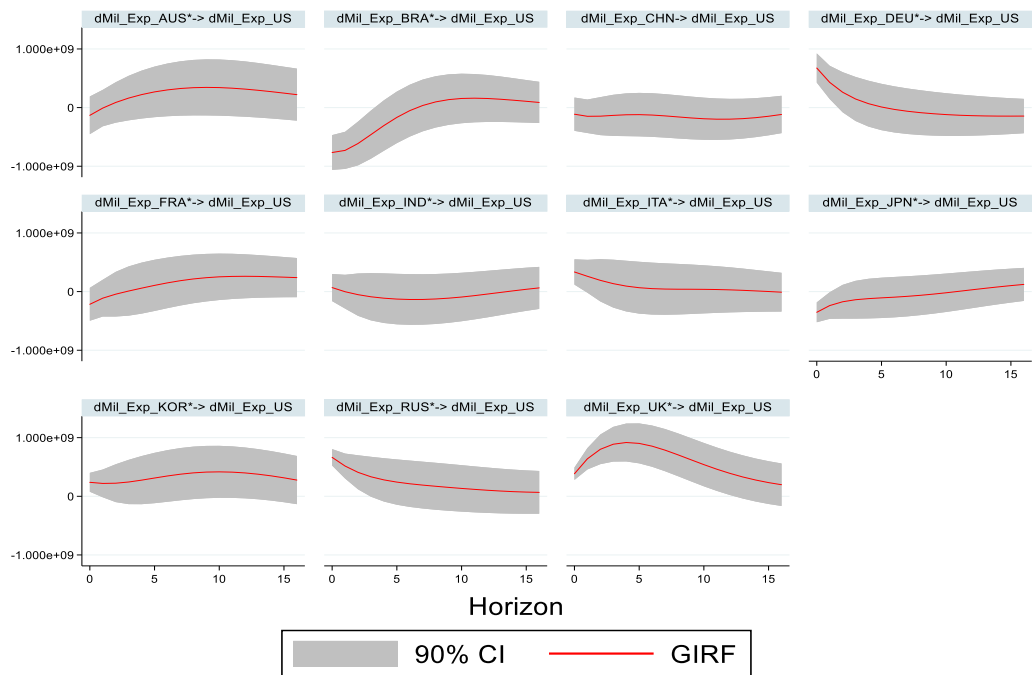 dMil_Exp_AUS*-> dMil_Exp_US
dMil_Exp_BRA*-> dMil_Exp_US
dMil_Exp_CHN-> dMil_Exp_US
dMil_Exp_DEU*-> dMil_Exp_US
1.000e+09
0
-1.000e+09
dMil_Exp_FRA*-> dMil_Exp_US
dMil_Exp_IND*-> dMil_Exp_US
dMil_Exp_ITA*-> dMil_Exp_US
dMil_Exp_JPN*-> dMil_Exp_US
1.000e+09
0
-1.000e+09
0 5 10 15
dMil_Exp_KOR*-> dMil_Exp_US
dMil_Exp_RUS*-> dMil_Exp_US
dMil_Exp_UK*-> dMil_Exp_US
1.000e+09
0
-1.000e+09
0 5 10 15
0 5 10 15
0 5 10 15
Horizon
90% CI
GIRF